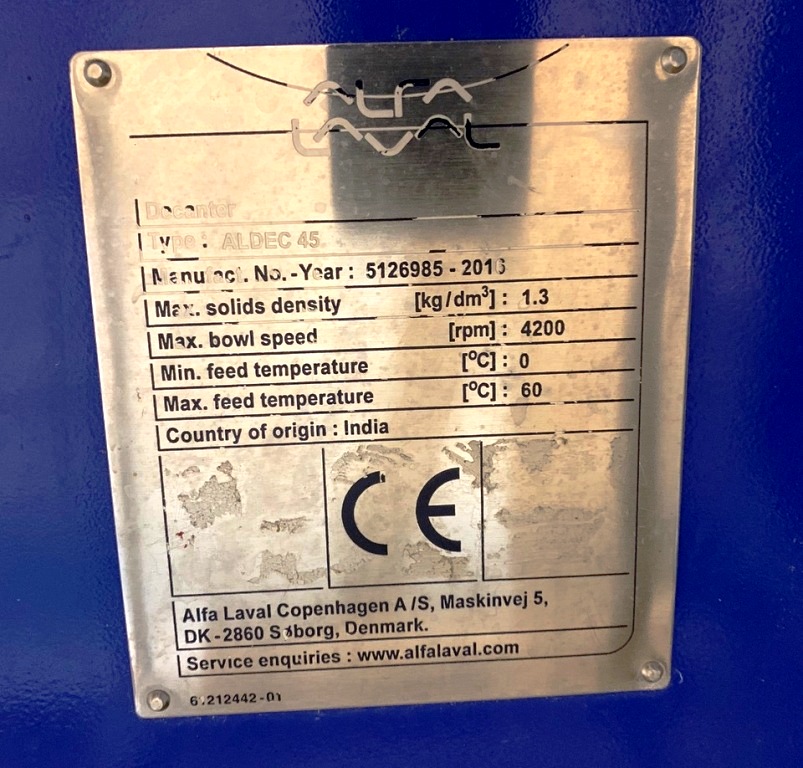 ALFA
LAVAL
Decanter
Type : ALDEC 45
Manufact. No.-Year : 5126985 - 2016
Max. solids density [kg/dm³] : 1.3
Max. bowl speed [rpm] : 4200
Min. feed temperature [°C] : 0
Max. feed temperature [°C] : 60
Country of origin : India
CE
Alfa Laval Copenhagen A/S, Maskinvej 5,
DK-2860 Søborg, Denmark.
Service enquiries : www.alfalaval.com